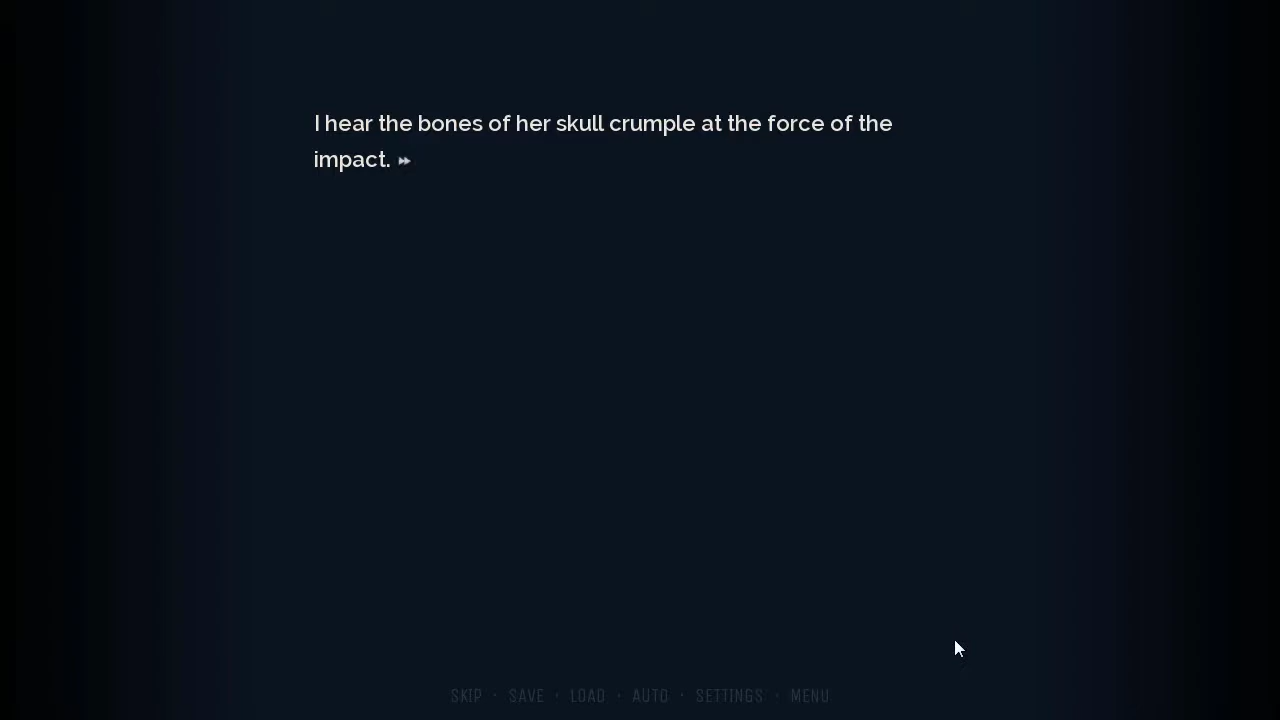 I hear the bones of her skull crumple at the force of the
impact.
SKIP · SAVE · LOAD · AUTO · SETTINGS · MENU